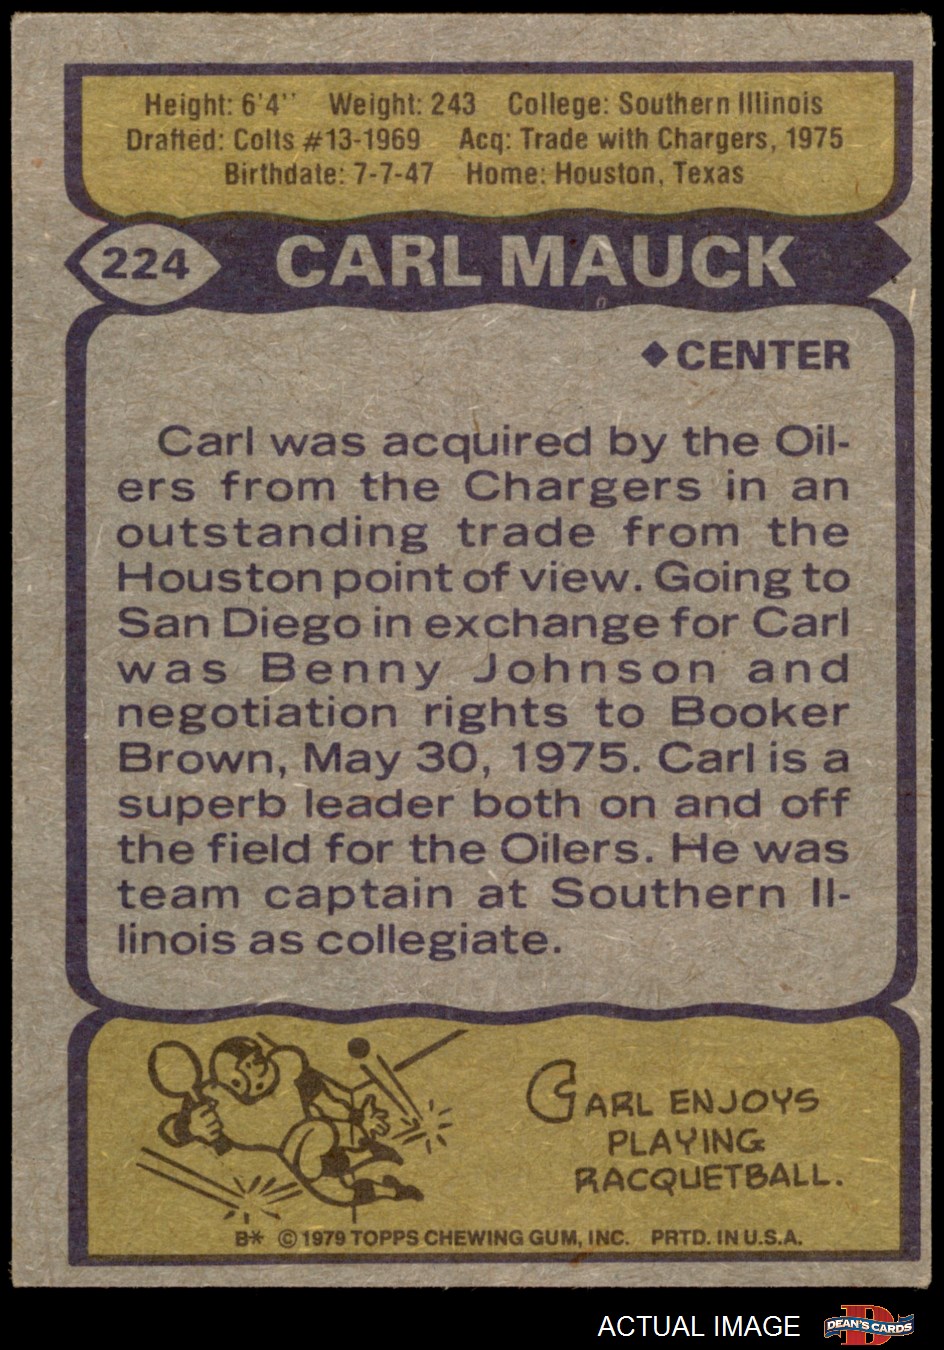 Height: 6'4'' Weight: 243 College: Southern Illinois
Drafted: Colts #13-1969 Acq: Trade with Chargers, 1975
Birthdate: 7-7-47 Home: Houston, Texas
224 CARL MAUCK
◆ CENTER
Carl was acquired by the Oil-
ers from the Chargers in an
outstanding trade from the
Houston point of view. Going to
San Diego in exchange for Carl
was Benny Johnson and
negotiation rights to Booker
Brown, May 30, 1975. Carl is a
superb leader both on and off
the field for the Oilers. He was
team captain at Southern Il-
linois as collegiate.
CARL ENJOYS
PLAYING
RACQUETBALL.
B* © 1979 TOPPS CHEWING GUM, INC. PRTD. IN U.S.A.
ACTUAL IMAGE D DEAN'S CARDS